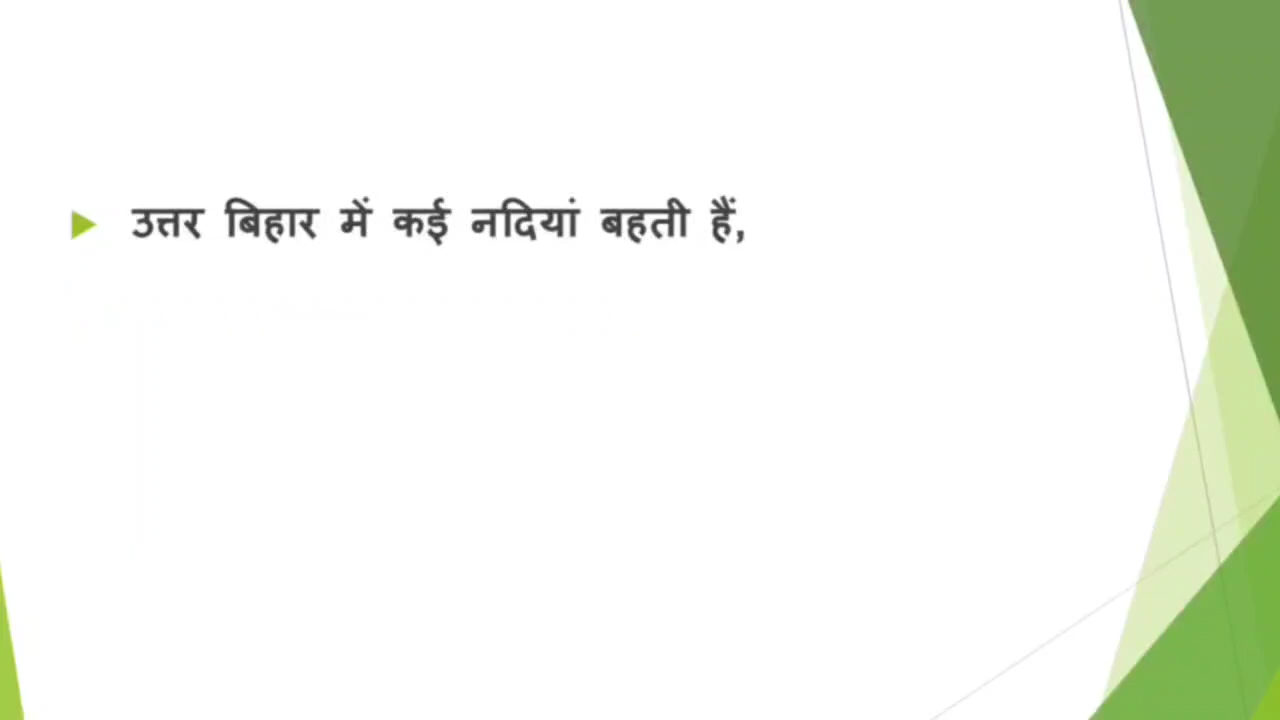 उत्तर बिहार में कई नदियां बहती हैं,